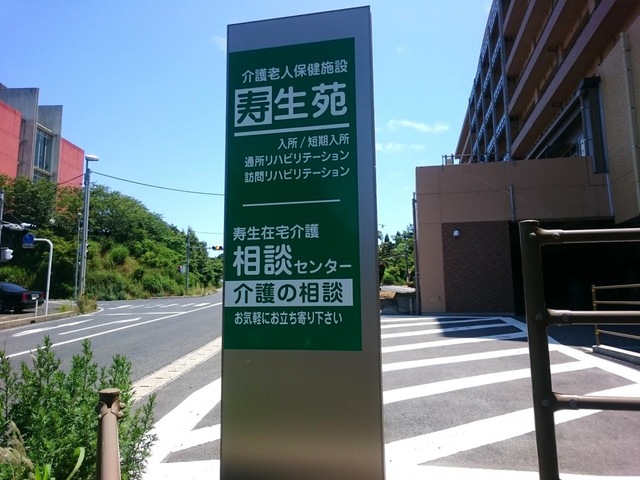 介護老人保健施設
寿生苑
入所/短期入所
通所リハビリテーション
訪問リハビリテーション
寿生在宅介護
相談センター
介護の相談
お気軽にお立ち寄り下さい